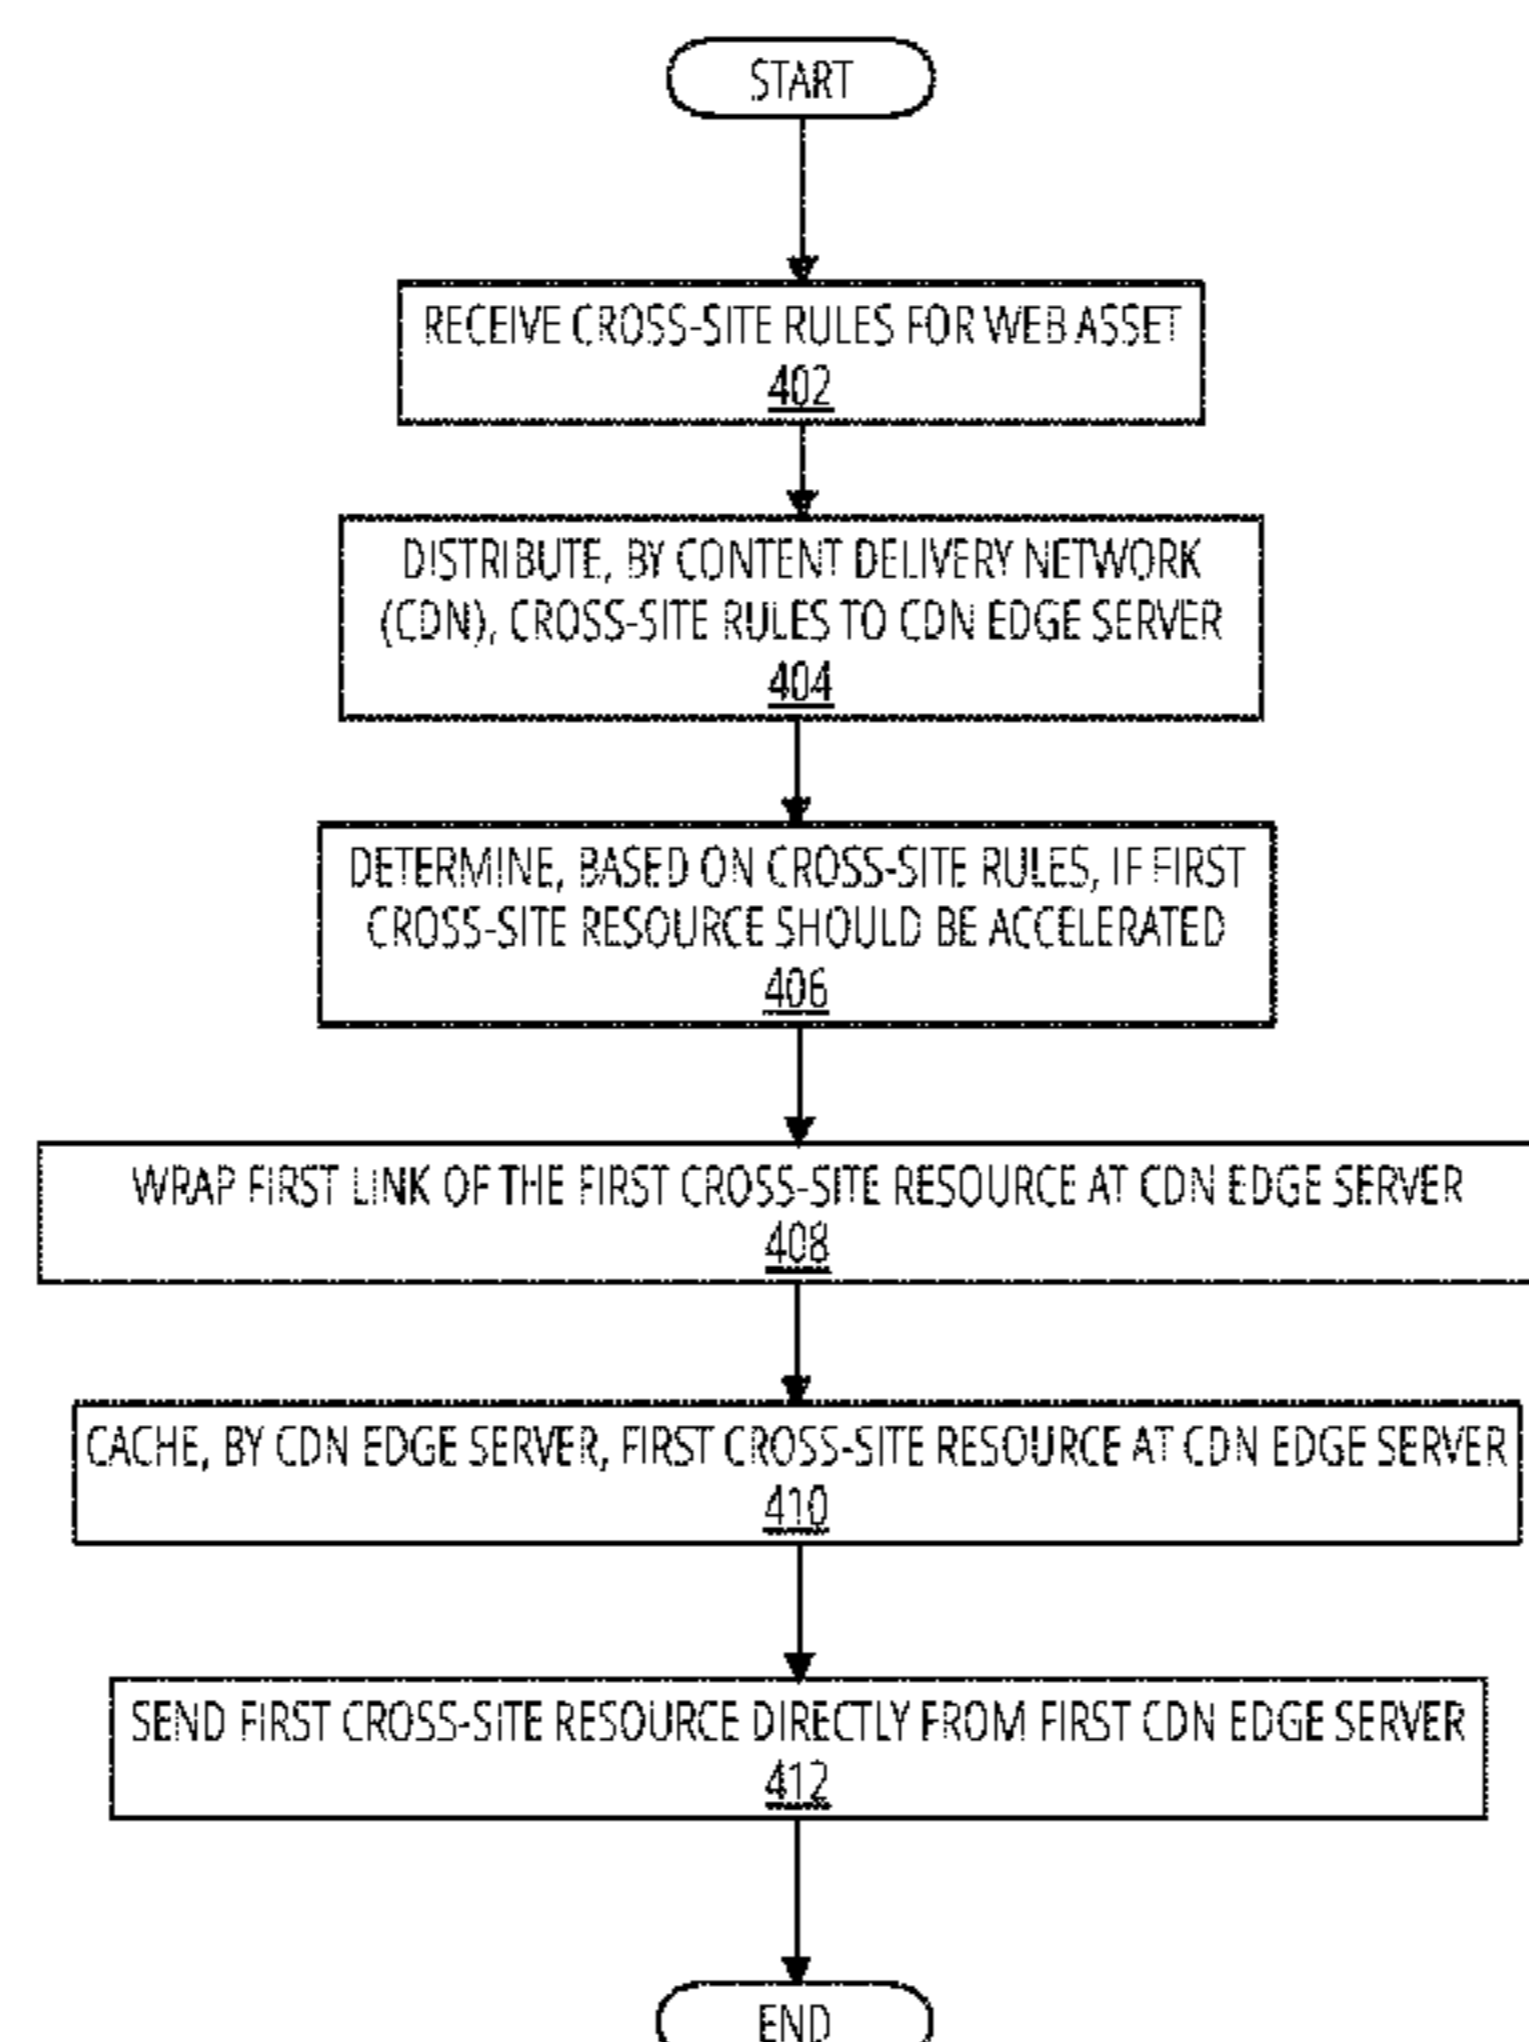 START
RECEIVE CROSS-SITE RULES FOR WEB ASSET
402
DISTRIBUTE, BY CONTENT DELIVERY NETWORK
(CDN), CROSS-SITE RULES TO CDN EDGE SERVER
404
DETERMINE, BASED ON CROSS-SITE RULES, IF FIRST
CROSS-SITE RESOURCE SHOULD BE ACCELERATED
406
WRAP FIRST LINK OF THE FIRST CROSS-SITE RESOURCE AT CDN EDGE SERVER
408
CACHE, BY CDN EDGE SERVER, FIRST CROSS-SITE RESOURCE AT CDN EDGE SERVER
410
SEND FIRST CROSS-SITE RESOURCE DIRECTLY FROM FIRST CDN EDGE SERVER
412
END